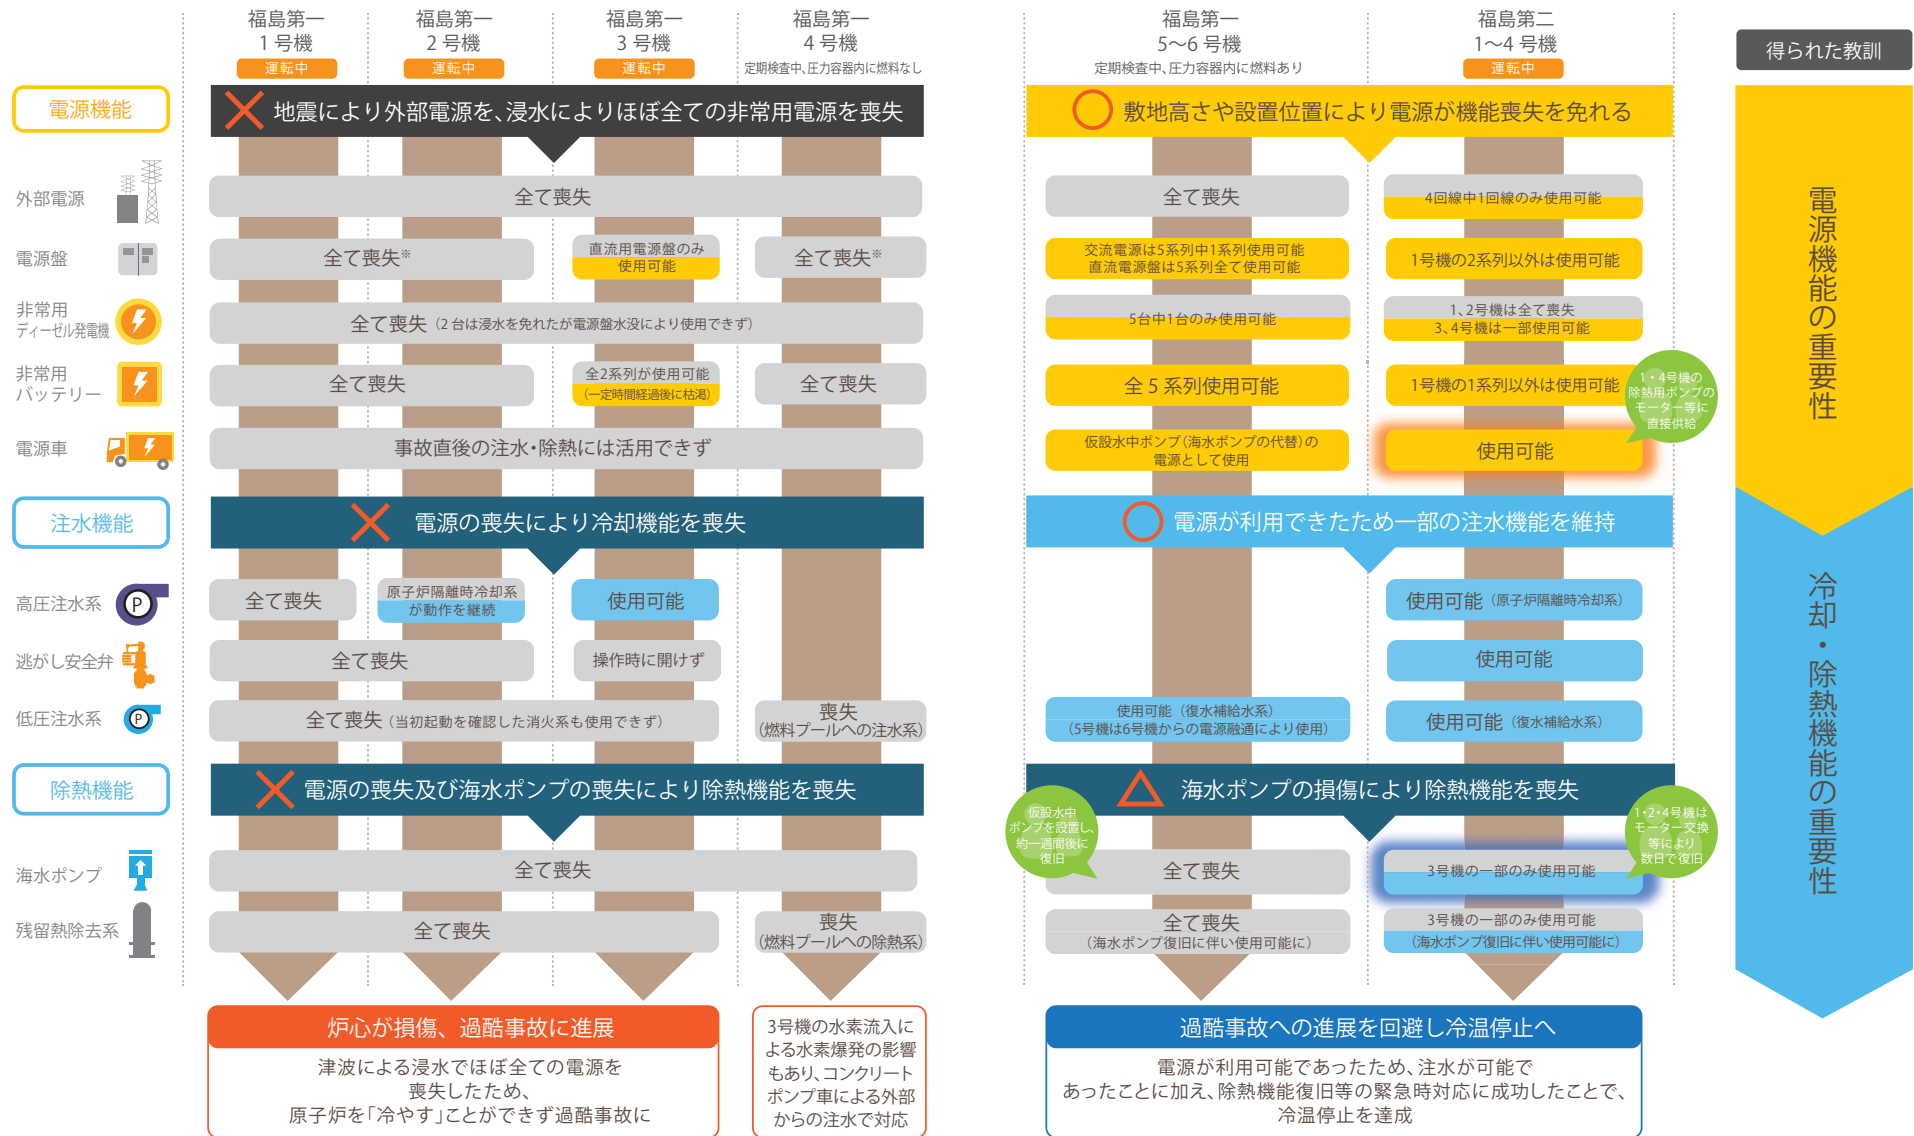 福島第一
1 号機
運転中
福島第一
2 号機
運転中
福島第一
3 号機
運転中
福島第一
4 号機
定期検査中、圧力容器内に燃料なし
福島第一
5～6 号機
定期検査中、圧力容器内に燃料あり
福島第二
1～4 号機
運転中
得られた教訓
電源機能
地震により外部電源を、浸水によりほぼ全ての非常用電源を喪失
敷地高さや設置位置により電源が機能喪失を免れる
外部電源
全て喪失
全て喪失
4回線中1回線のみ使用可能
電源盤
全て喪失※
直流用電源盤のみ
使用可能
全て喪失※
交流電源は5系列中1系列使用可能
直流電源盤は5系列全て使用可能
1号機の2系列以外は使用可能
非常用
ディーゼル発電機
全て喪失（2 台は浸水を免れたが電源盤水没により使用できず）
5台中1台のみ使用可能
1、2号機は全て喪失
3、4号機は一部使用可能
非常用
バッテリー
全て喪失
全2系列が使用可能
（一定時間経過後に枯渇）
全て喪失
全 5 系列使用可能
1号機の1系列以外は使用可能
1・4号機の
除熱用ポンプの
モーター等に
直接供給
電源車
事故直後の注水・除熱には活用できず
仮設水中ポンプ（海水ポンプの代替）の
電源として使用
使用可能
電源機能の重要性
注水機能
電源の喪失により冷却機能を喪失
電源が利用できたため一部の注水機能を維持
高圧注水系
P
全て喪失
原子炉隔離時冷却系
が動作を継続
使用可能
使用可能（原子炉隔離時冷却系）
逃がし安全弁
全て喪失
操作時に開けず
使用可能
低圧注水系
P
全て喪失（当初起動を確認した消火系も使用できず）
喪失
（燃料プールへの注水系）
使用可能（復水補給水系）
（5号機は6号機からの電源融通により使用）
使用可能（復水補給水系）
除熱機能
電源の喪失及び海水ポンプの喪失により除熱機能を喪失
海水ポンプの損傷により除熱機能を喪失
仮設水中
ポンプを設置し、
約一週間後に
復旧
1・2・4号機は
モーター交換
等により
数日で復旧
海水ポンプ
全て喪失
全て喪失
3号機の一部のみ使用可能
残留熱除去系
全て喪失
喪失
（燃料プールへの除熱系）
全て喪失
（海水ポンプ復旧に伴い使用可能に）
3号機の一部のみ使用可能
（海水ポンプ復旧に伴い使用可能に）
冷却・除熱機能の重要性
炉心が損傷、過酷事故に進展
津波による浸水でほぼ全ての電源を
喪失したため、
原子炉を「冷やす」ことができず過酷事故に
3号機の水素流入に
よる水素爆発の影響
もあり、コンクリート
ポンプ車による外部
からの注水で対応
過酷事故への進展を回避し冷温停止へ
電源が利用可能であったため、注水が可能で
あったことに加え、除熱機能復旧等の緊急時対応に成功したことで、
冷温停止を達成